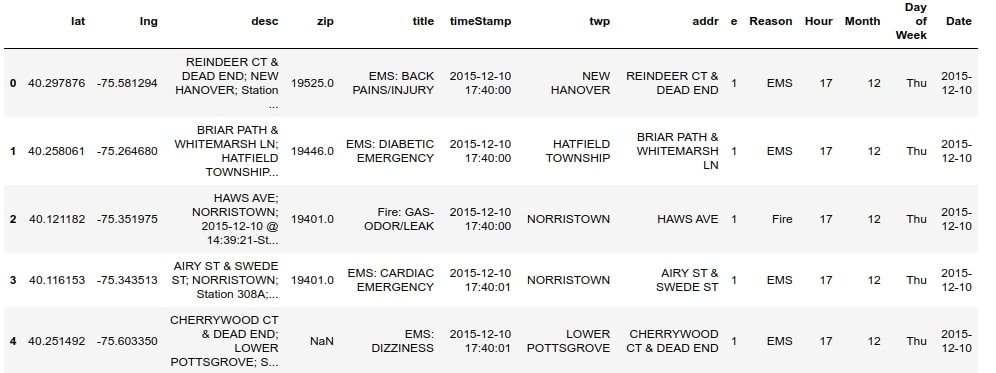 lat lng desc zip title timeStamp twp addr e Reason Hour Month Day of Week Date
0 40.297876 -75.581294 REINDEER CT & DEAD END; NEW HANOVER; Station ... 19525.0 EMS: BACK PAINS/INJURY 2015-12-10 17:40:00 NEW HANOVER REINDEER CT & DEAD END 1 EMS 17 12 Thu 2015-12-10
1 40.258061 -75.264680 BRIAR PATH & WHITEMARSH LN; HATFIELD TOWNSHIP... 19446.0 EMS: DIABETIC EMERGENCY 2015-12-10 17:40:00 HATFIELD TOWNSHIP BRIAR PATH & WHITEMARSH LN 1 EMS 17 12 Thu 2015-12-10
2 40.121182 -75.351975 HAWS AVE; NORRISTOWN; 2015-12-10 @ 14:39:21-St... 19401.0 Fire: GAS-ODOR/LEAK 2015-12-10 17:40:00 NORRISTOWN HAWS AVE 1 Fire 17 12 Thu 2015-12-10
3 40.116153 -75.343513 AIRY ST & SWEDE ST; NORRISTOWN; Station 308A;... 19401.0 EMS: CARDIAC EMERGENCY 2015-12-10 17:40:01 NORRISTOWN AIRY ST & SWEDE ST 1 EMS 17 12 Thu 2015-12-10
4 40.251492 -75.603350 CHERRYWOOD CT & DEAD END; LOWER POTTSGROVE; S... NaN EMS: DIZZINESS 2015-12-10 17:40:01 LOWER POTTSGROVE CHERRYWOOD CT & DEAD END 1 EMS 17 12 Thu 2015-12-10